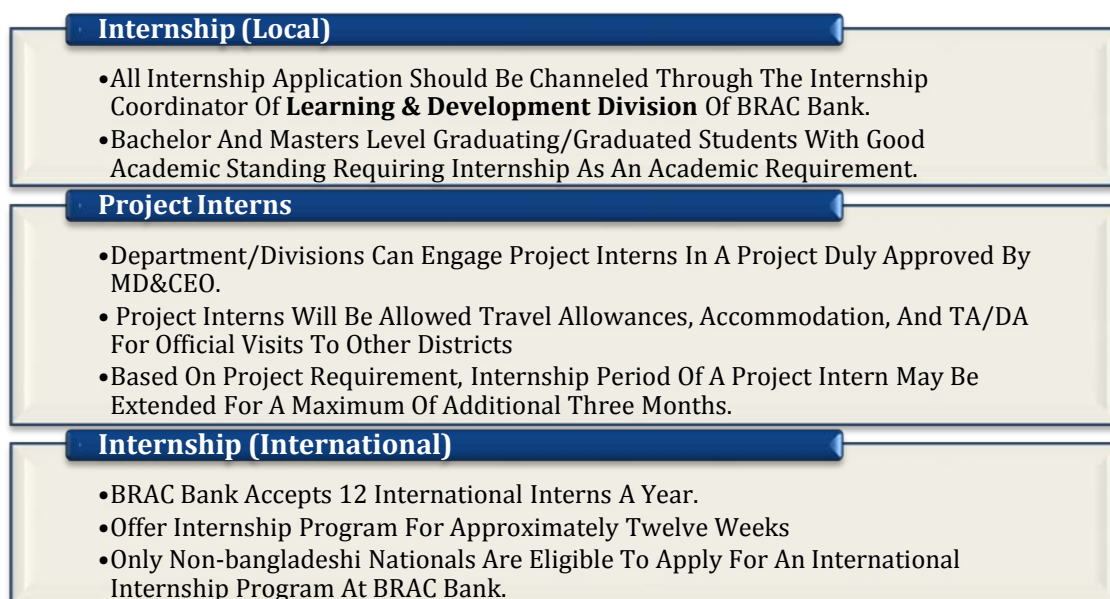 Internship (Local)
•All Internship Application Should Be Channeled Through The Internship
Coordinator Of Learning & Development Division Of BRAC Bank.
•Bachelor And Masters Level Graduating/Graduated Students With Good
Academic Standing Requiring Internship As An Academic Requirement.
Project Interns
•Department/Divisions Can Engage Project Interns In A Project Duly Approved By
MD&CEO.
• Project Interns Will Be Allowed Travel Allowances, Accommodation, And TA/DA
For Official Visits To Other Districts
•Based On Project Requirement, Internship Period Of A Project Intern May Be
Extended For A Maximum Of Additional Three Months.
Internship (International)
•BRAC Bank Accepts 12 International Interns A Year.
•Offer Internship Program For Approximately Twelve Weeks
•Only Non-bangladeshi Nationals Are Eligible To Apply For An International
Internship Program At BRAC Bank.